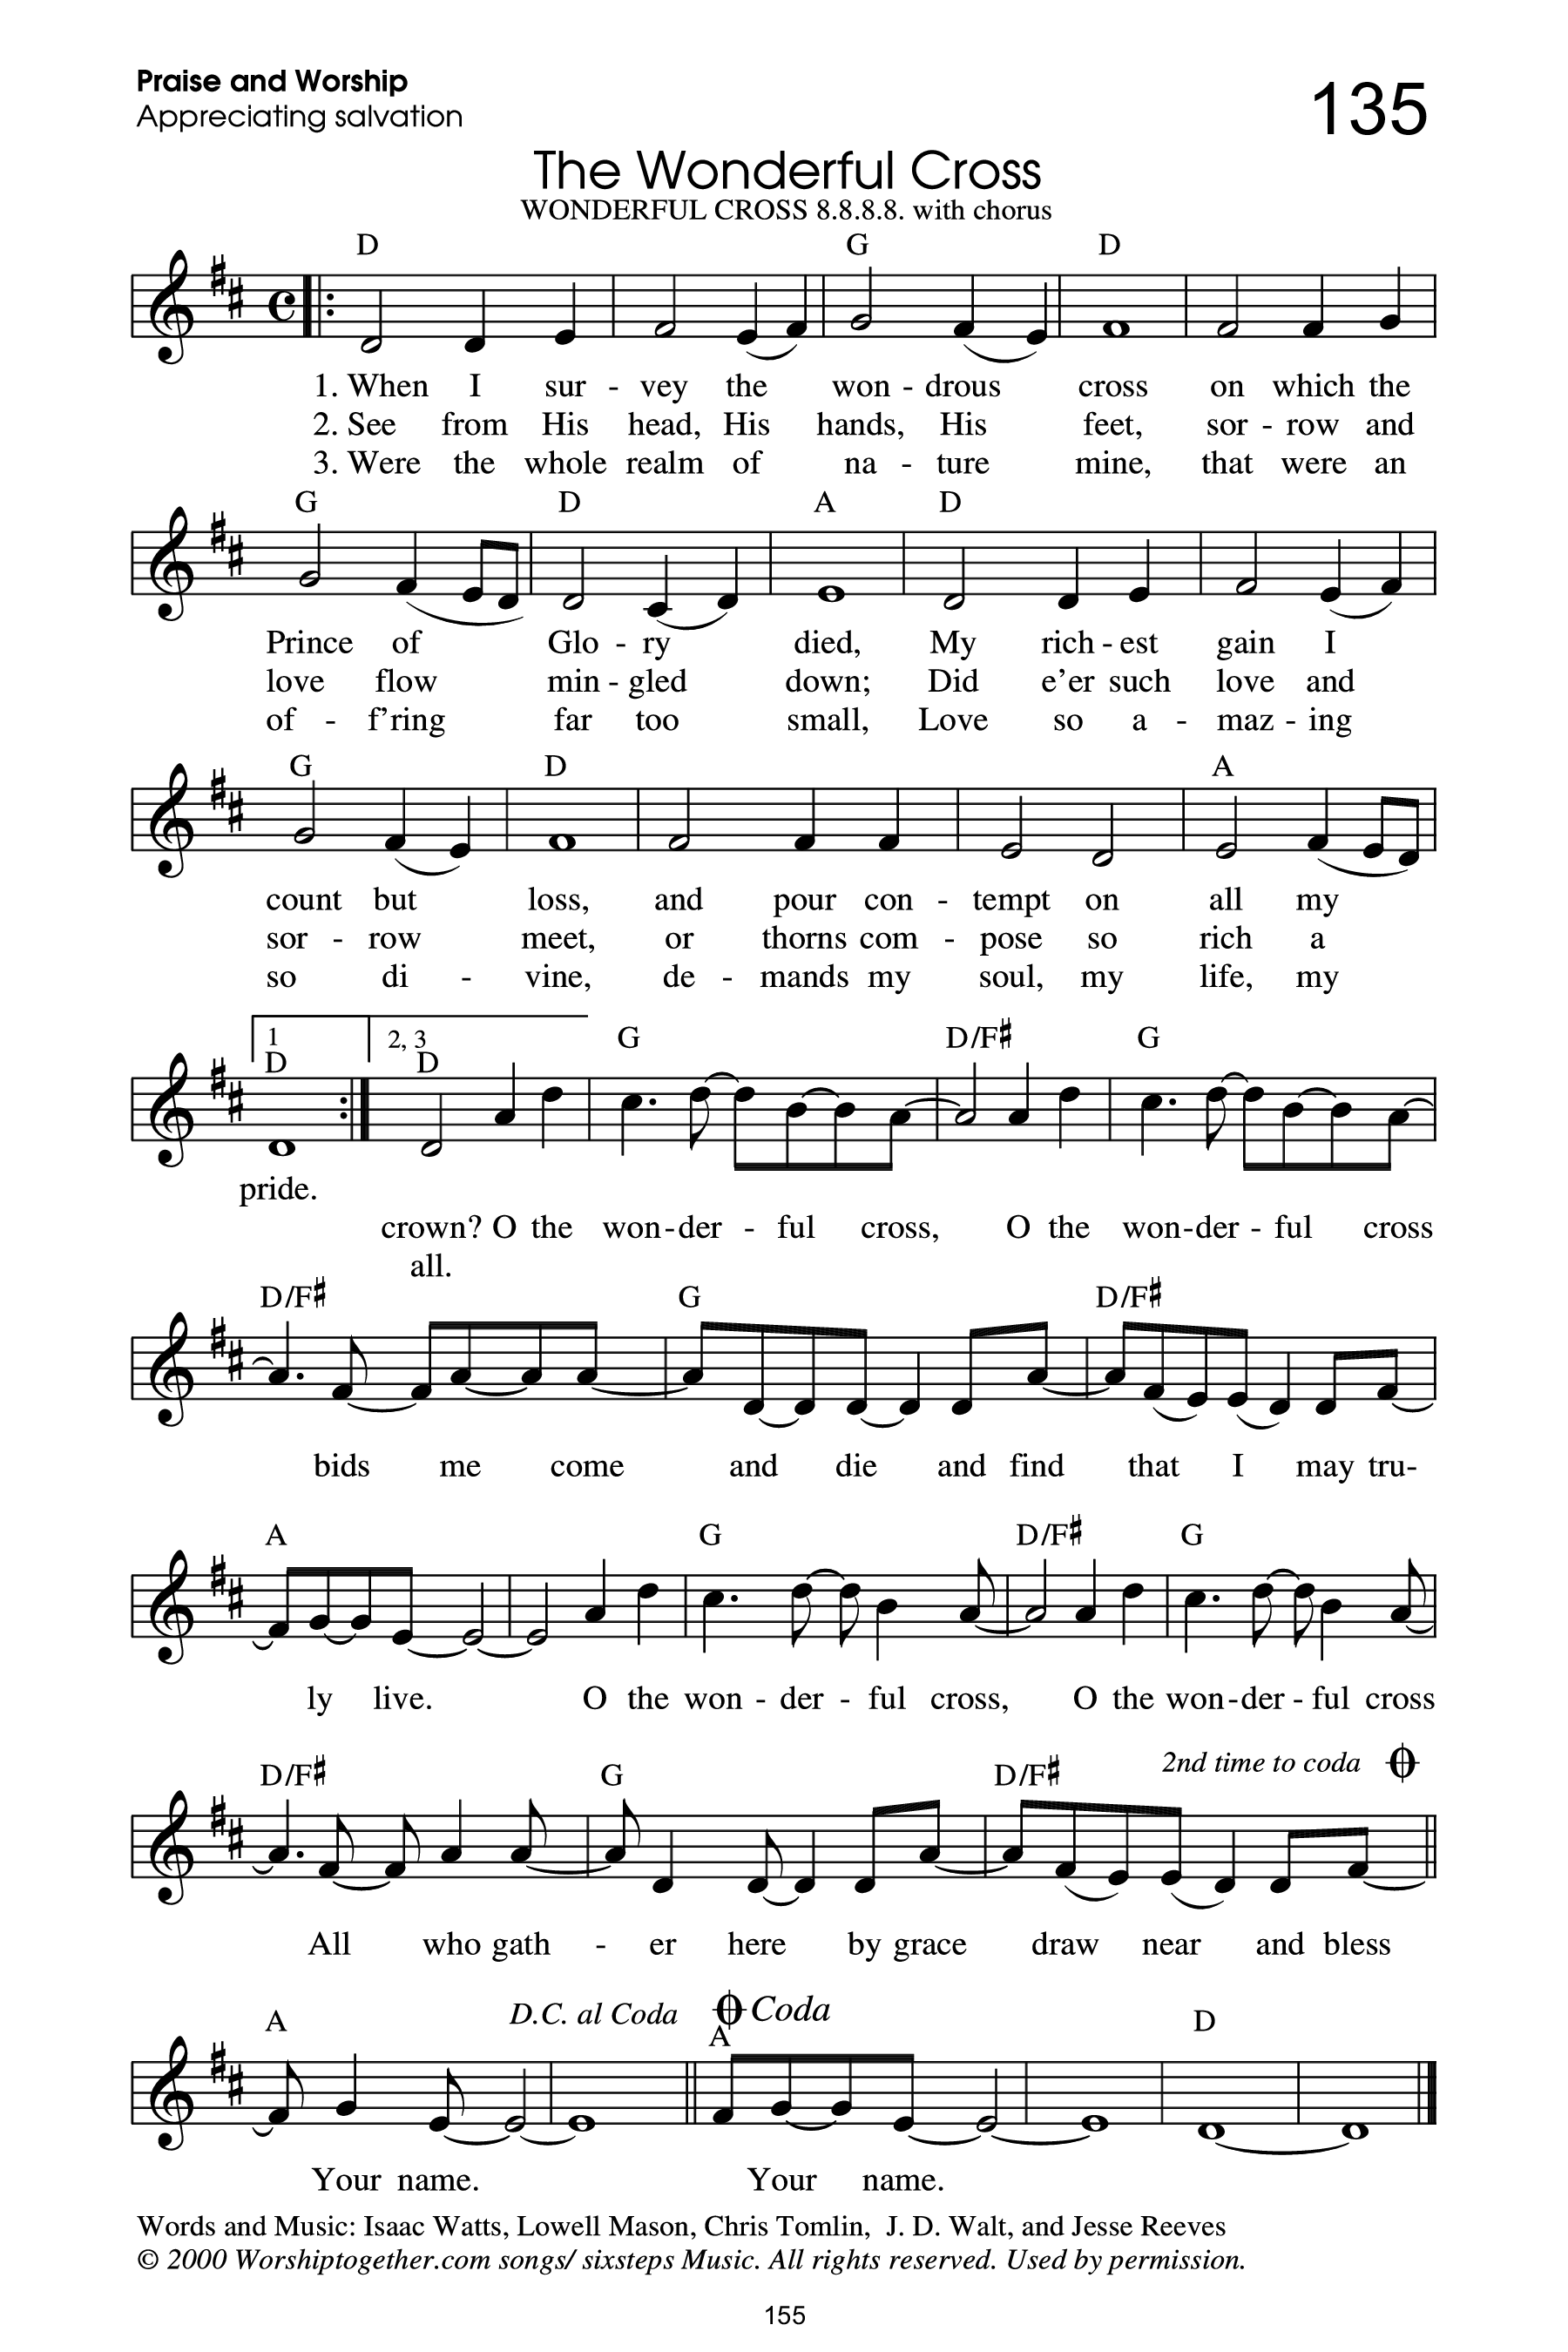 Praise and Worship
135
Appreciating salvation
The Wonderful Cross
WONDERFUL CROSS 8.8.8.8. with chorus
D G D
1. When I sur - vey the won - drous cross on which the
2. See from His head, His hands, His feet, sor - row and
3. Were the whole realm of na - ture mine, that were an
G D A D
Prince of Glo - ry died, My rich - est gain I
love flow min - gled down; Did e'er such love and
of - f'ring far too small, Love so a - maz - ing
G D A
count but loss, and pour con - tempt on all my
sor - row meet, or thorns com - pose so rich a
so di - vine, de - mands my soul, my life, my
1 2, 3
D D G D/F♯ G
pride.
crown? O the won - der - ful cross, O the won - der - ful cross
all.
D/F♯ G D/F♯
bids me come and die and find that I may tru-
A G D/F♯ G
ly live. O the won - der - ful cross, O the won - der - ful cross
2nd time to coda
D/F♯ G D/F♯
All who gath - er here by grace draw near and bless
D.C. al Coda Coda
A A D
Your name. Your name.
Words and Music: Isaac Watts, Lowell Mason, Chris Tomlin, J. D. Walt, and Jesse Reeves
© 2000 Worshiptogether.com songs/ sixsteps Music. All rights reserved. Used by permission.
155